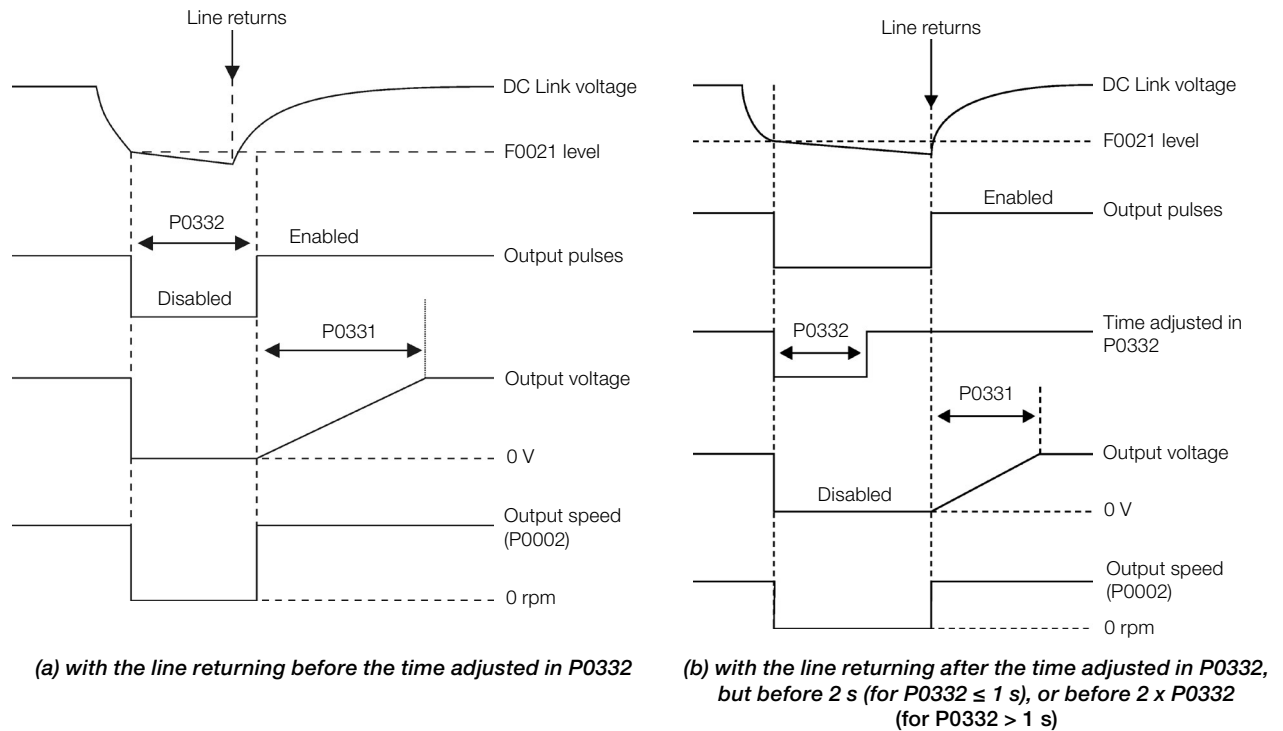 Line returns
DC Link voltage
F0021 level
P0332
Enabled
Output pulses
Disabled
P0331
Output voltage
0 V
Output speed
(P0002)
0 rpm
(a) with the line returning before the time adjusted in P0332
Line returns
DC Link voltage
F0021 level
Enabled
Output pulses
P0332
Time adjusted in
P0332
P0331
Output voltage
Disabled
0 V
Output speed
(P0002)
0 rpm
(b) with the line returning after the time adjusted in P0332,
but before 2 s (for P0332 ≤ 1 s), or before 2 x P0332
(for P0332 > 1 s)